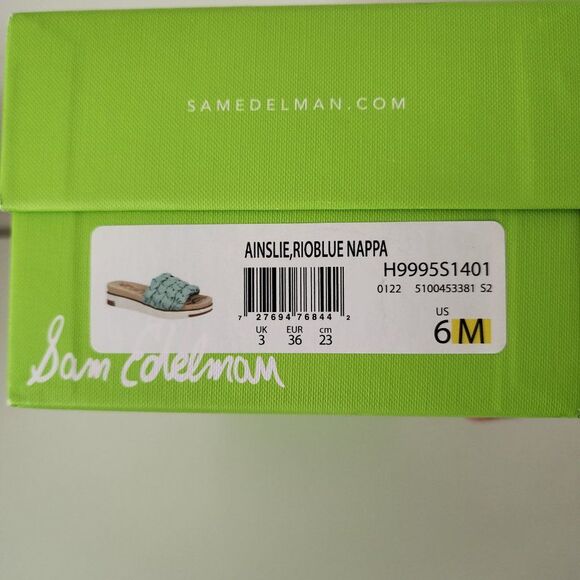 SAMEDELMAN.COM
AINSLIE,RIOBLUE NAPPA
H9995S1401
0122 5100453381 S2
7 27694 76844 2
UK EUR cm
3 36 23
US
6 M
Sam Edelman